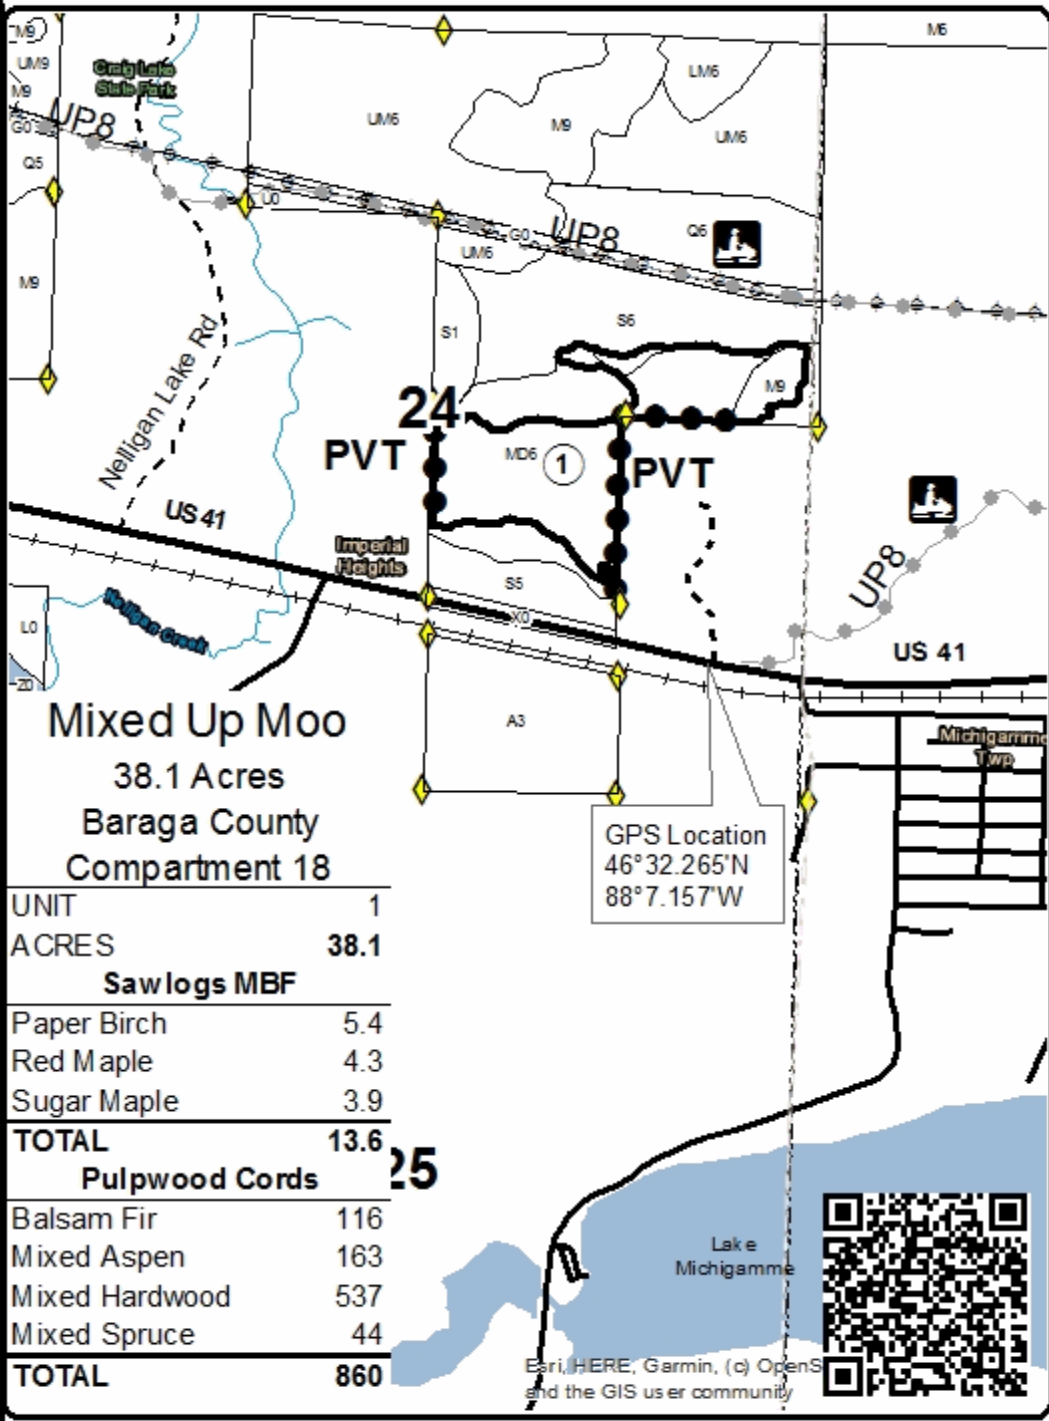 M9
M6
UM9
M9
Craig Lake
State Park
LM6
UM6
M9
UM6
G0
UP8
Q5
U0
G0
UP8
Q6
UM6
M9
S1
S6
Nelligan Lake Rd
M9
24
PVT
MD6
1
PVT
US 41
Imperial
Heights
S5
X0
UP8
US 41
L0
Nelligan Creek
Z0
A3
Michigamme
Twp
Mixed Up Moo
38.1 Acres
Baraga County
Compartment 18
GPS Location
46°32.265'N
88°7.157'W
UNIT 1
ACRES 38.1
Sawlogs MBF
Paper Birch 5.4
Red Maple 4.3
Sugar Maple 3.9
TOTAL 13.6
25
Pulpwood Cords
Balsam Fir 116
Mixed Aspen 163
Mixed Hardwood 537
Mixed Spruce 44
TOTAL 860
Lake
Michigamme
Esri, HERE, Garmin, (c) OpenS
and the GIS user community